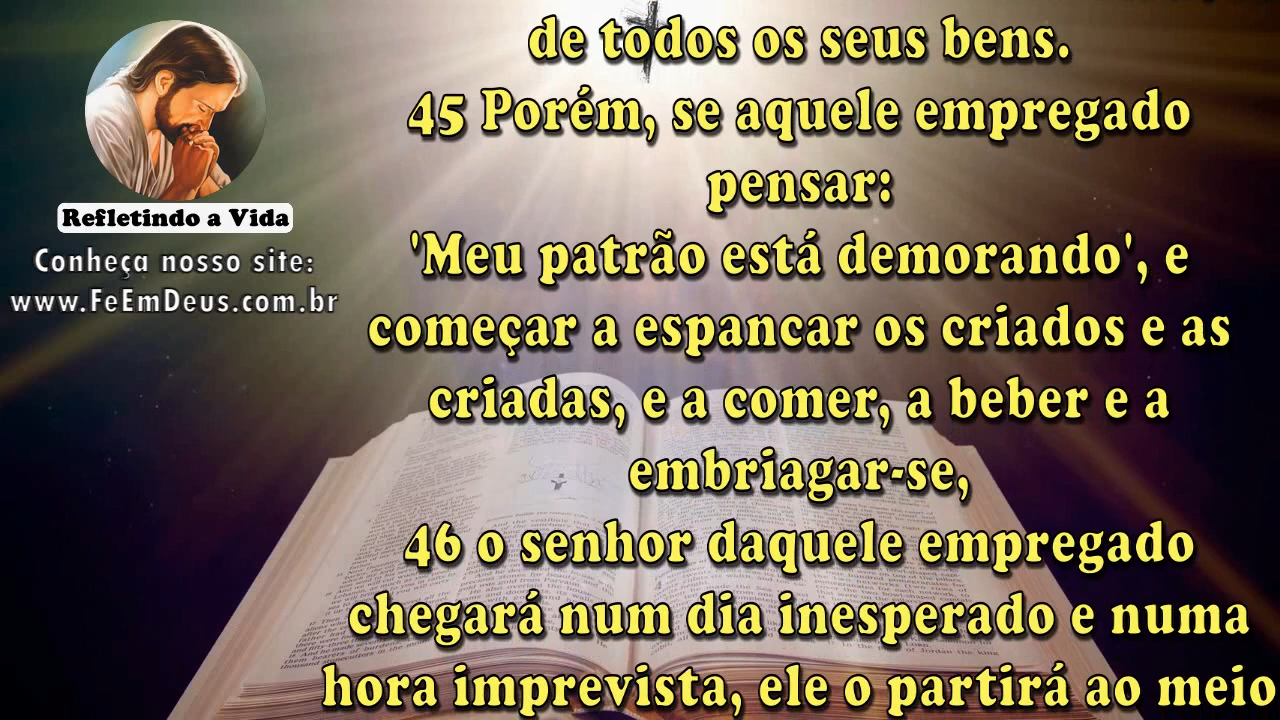 de todos os seus bens.
45 Porém, se aquele empregado
pensar:
'Meu patrão está demorando', e
começar a espancar os criados e as
criadas, e a comer, a beber e a
embriagar-se,
46 o senhor daquele empregado
chegará num dia inesperado e numa
hora imprevista, ele o partirá ao meio
Refletindo a Vida
Conheça nosso site:
www.FeEmDeus.com.br